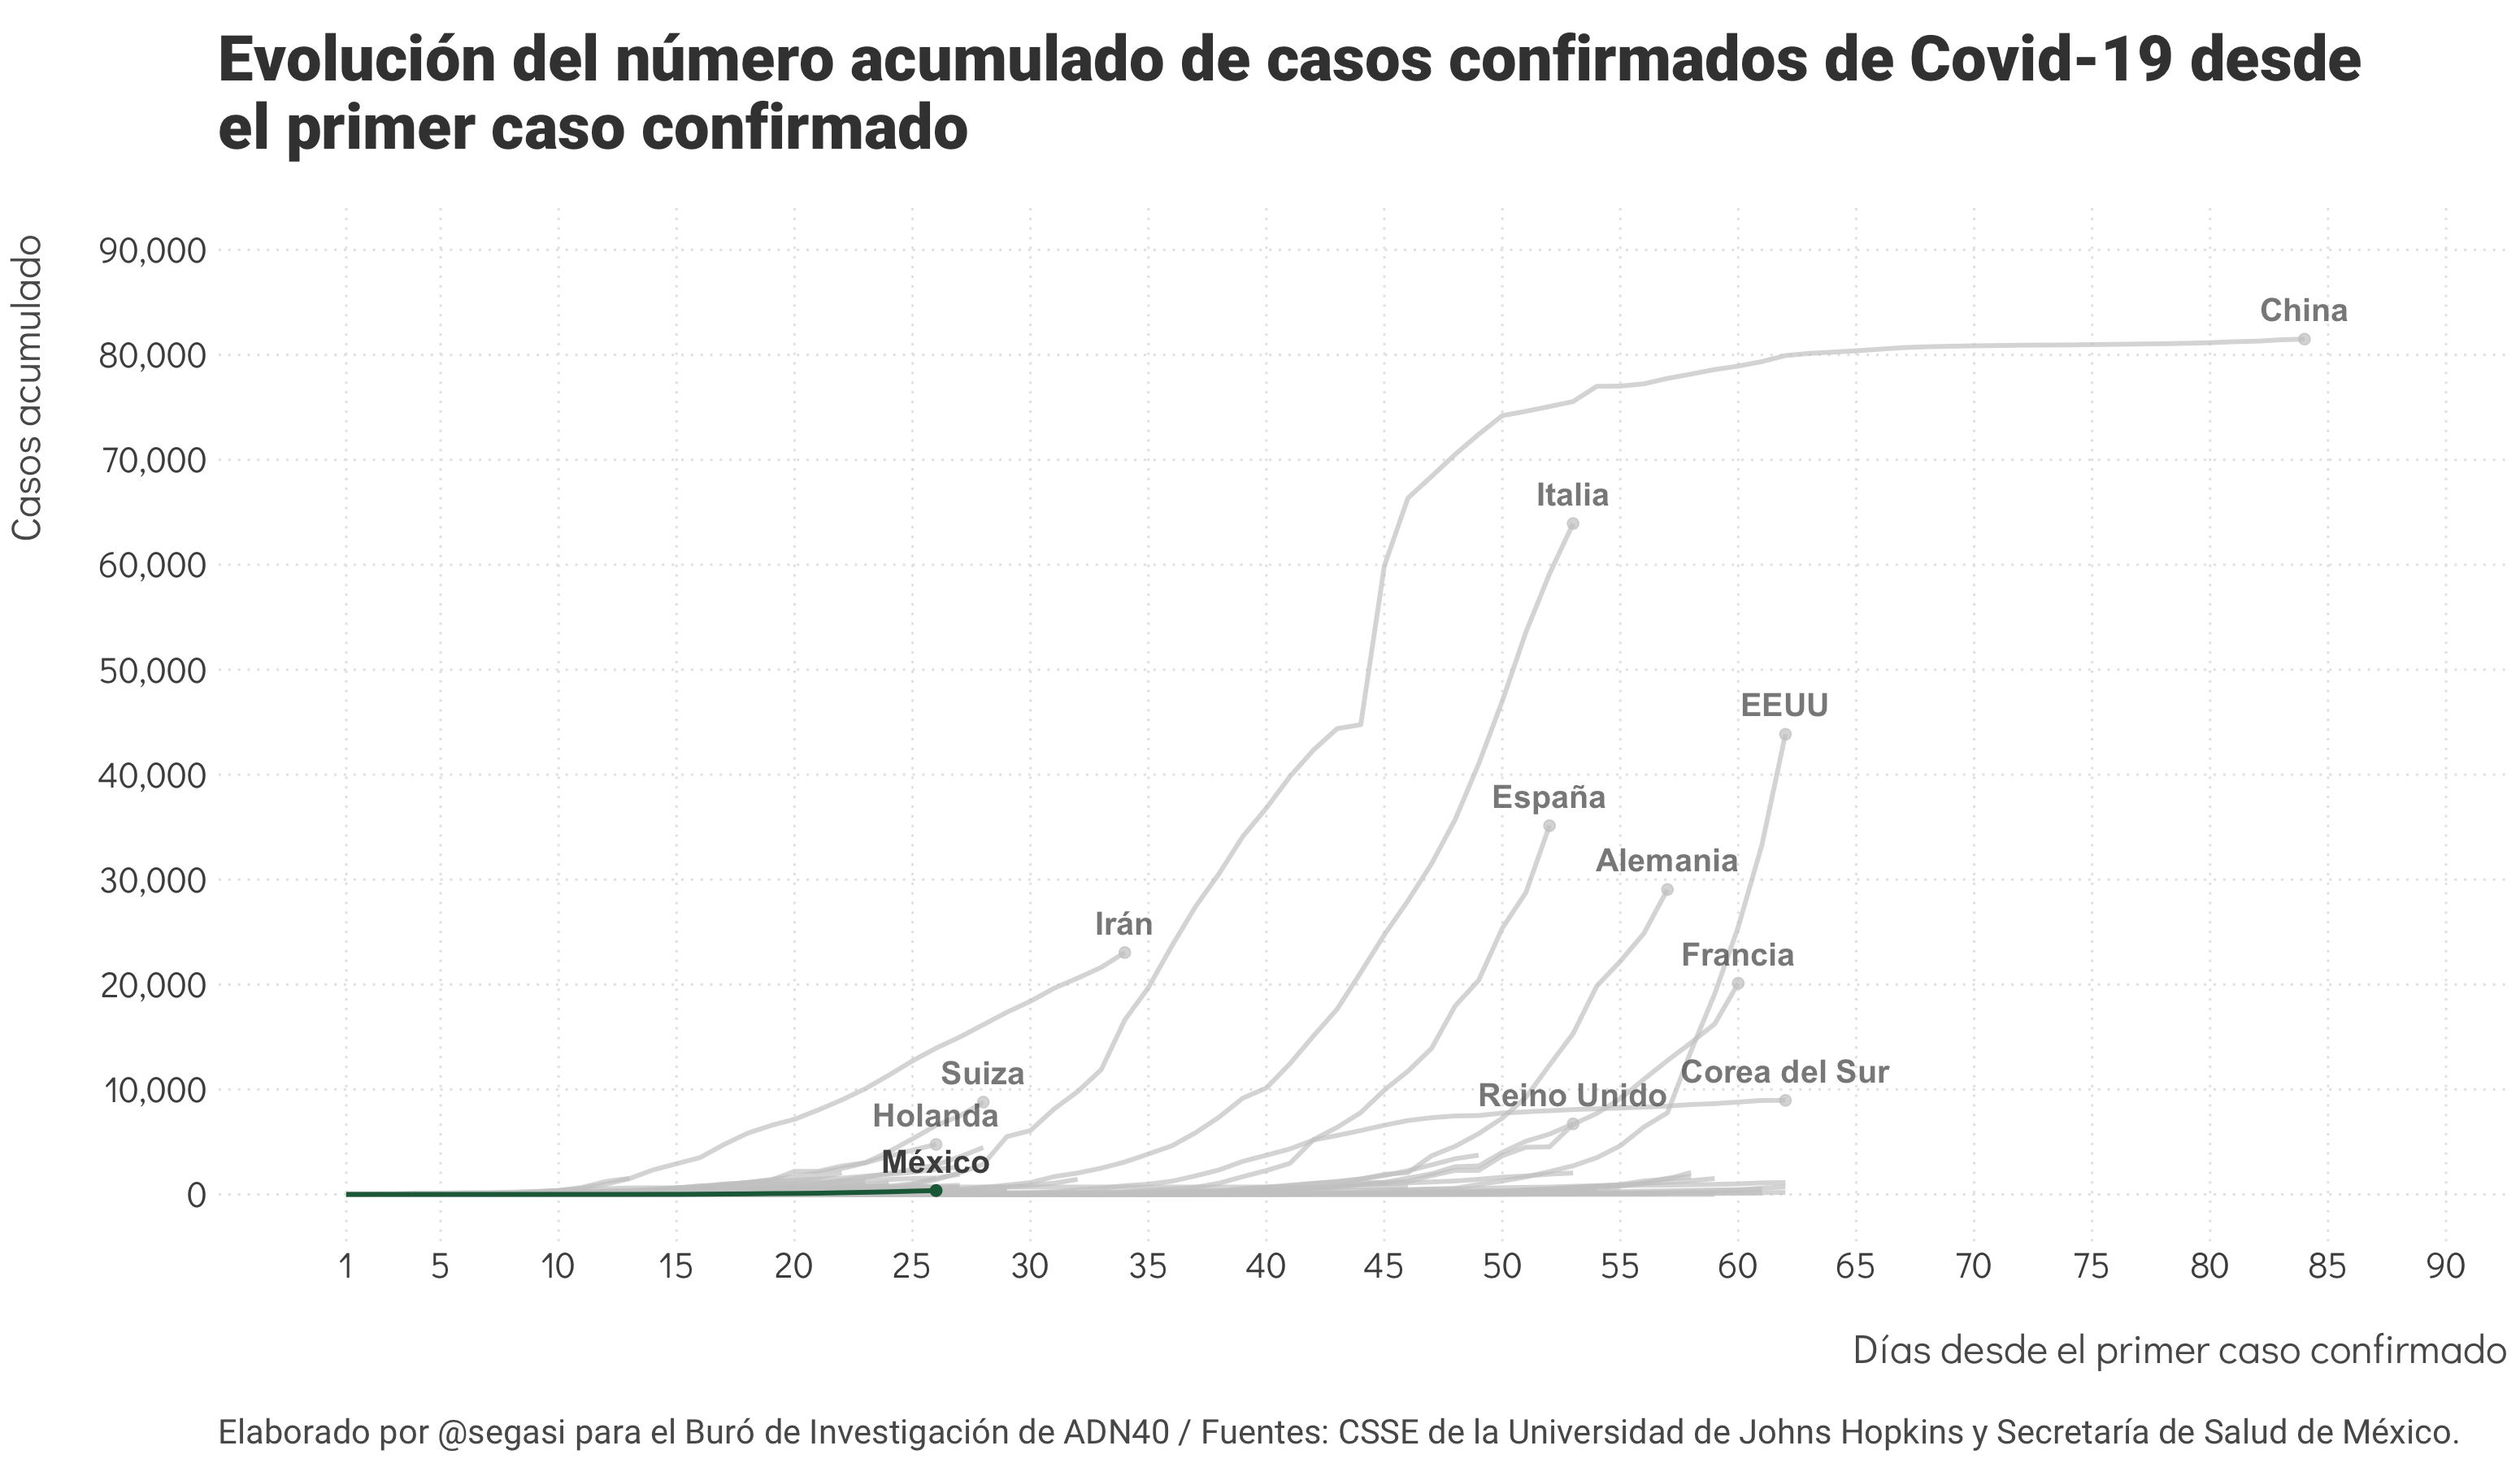 Evolución del número acumulado de casos confirmados de Covid-19 desde
el primer caso confirmado
Casos acumulado
90,000
80,000
70,000
60,000
50,000
40,000
30,000
20,000
10,000
0
China
Italia
EEUU
España
Alemania
Irán
Francia
Suiza
Corea del Sur
Reino Unido
Holanda
México
1 5 10 15 20 25 30 35 40 45 50 55 60 65 70 75 80 85 90
Días desde el primer caso confirmado
Elaborado por @segasi para el Buró de Investigación de ADN40 / Fuentes: CSSE de la Universidad de Johns Hopkins y Secretaría de Salud de México.